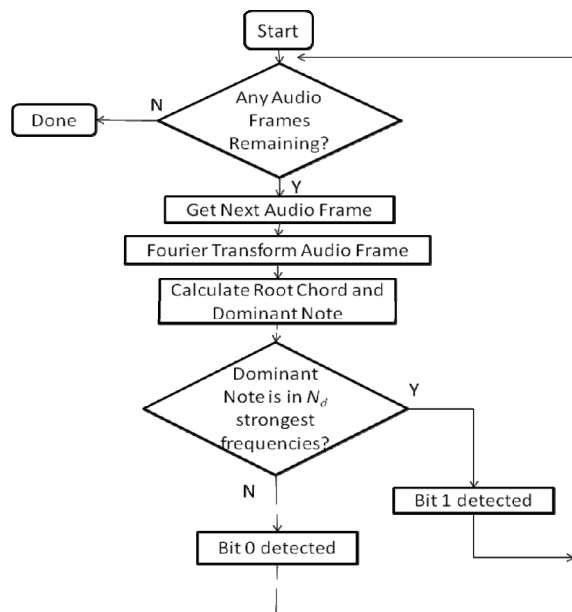 Start
N
Any Audio
Frames
Remaining?
Done
Y
Get Next Audio Frame
Fourier Transform Audio Frame
Calculate Root Chord and
Dominant Note
Dominant
Note is in N_d
strongest
frequencies?
Y
N
Bit 1 detected
Bit 0 detected